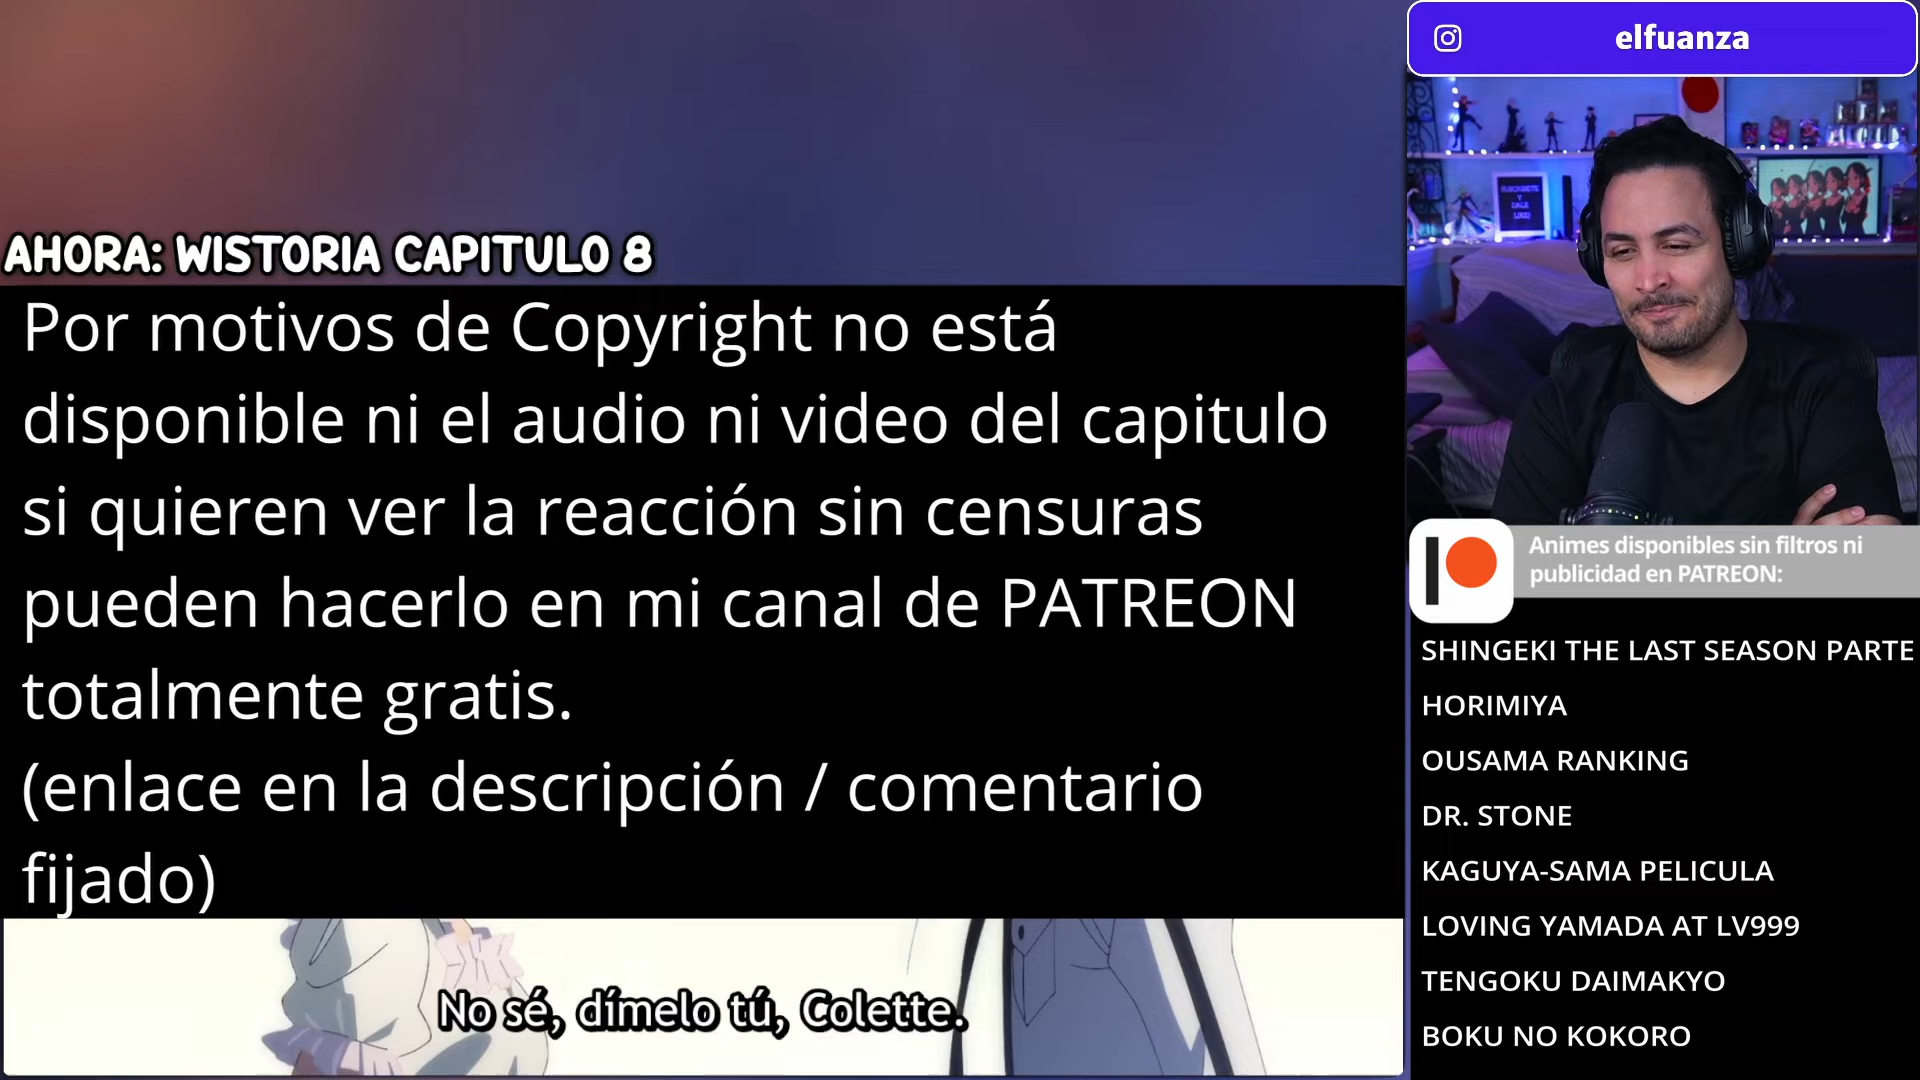 elfuanza
AHORA: WISTORIA CAPITULO 8
Por motivos de Copyright no está
disponible ni el audio ni video del capitulo
si quieren ver la reacción sin censuras
pueden hacerlo en mi canal de PATREON
totalmente gratis.
(enlace en la descripción / comentario
fijado)
No sé, dímelo tú, Colette.
SUSCRIBETE
Y
DALE
LIKE!
Animes disponibles sin filtros ni
publicidad en PATREON:
SHINGEKI THE LAST SEASON PARTE
HORIMIYA
OUSAMA RANKING
DR. STONE
KAGUYA-SAMA PELICULA
LOVING YAMADA AT LV999
TENGOKU DAIMAKYO
BOKU NO KOKORO